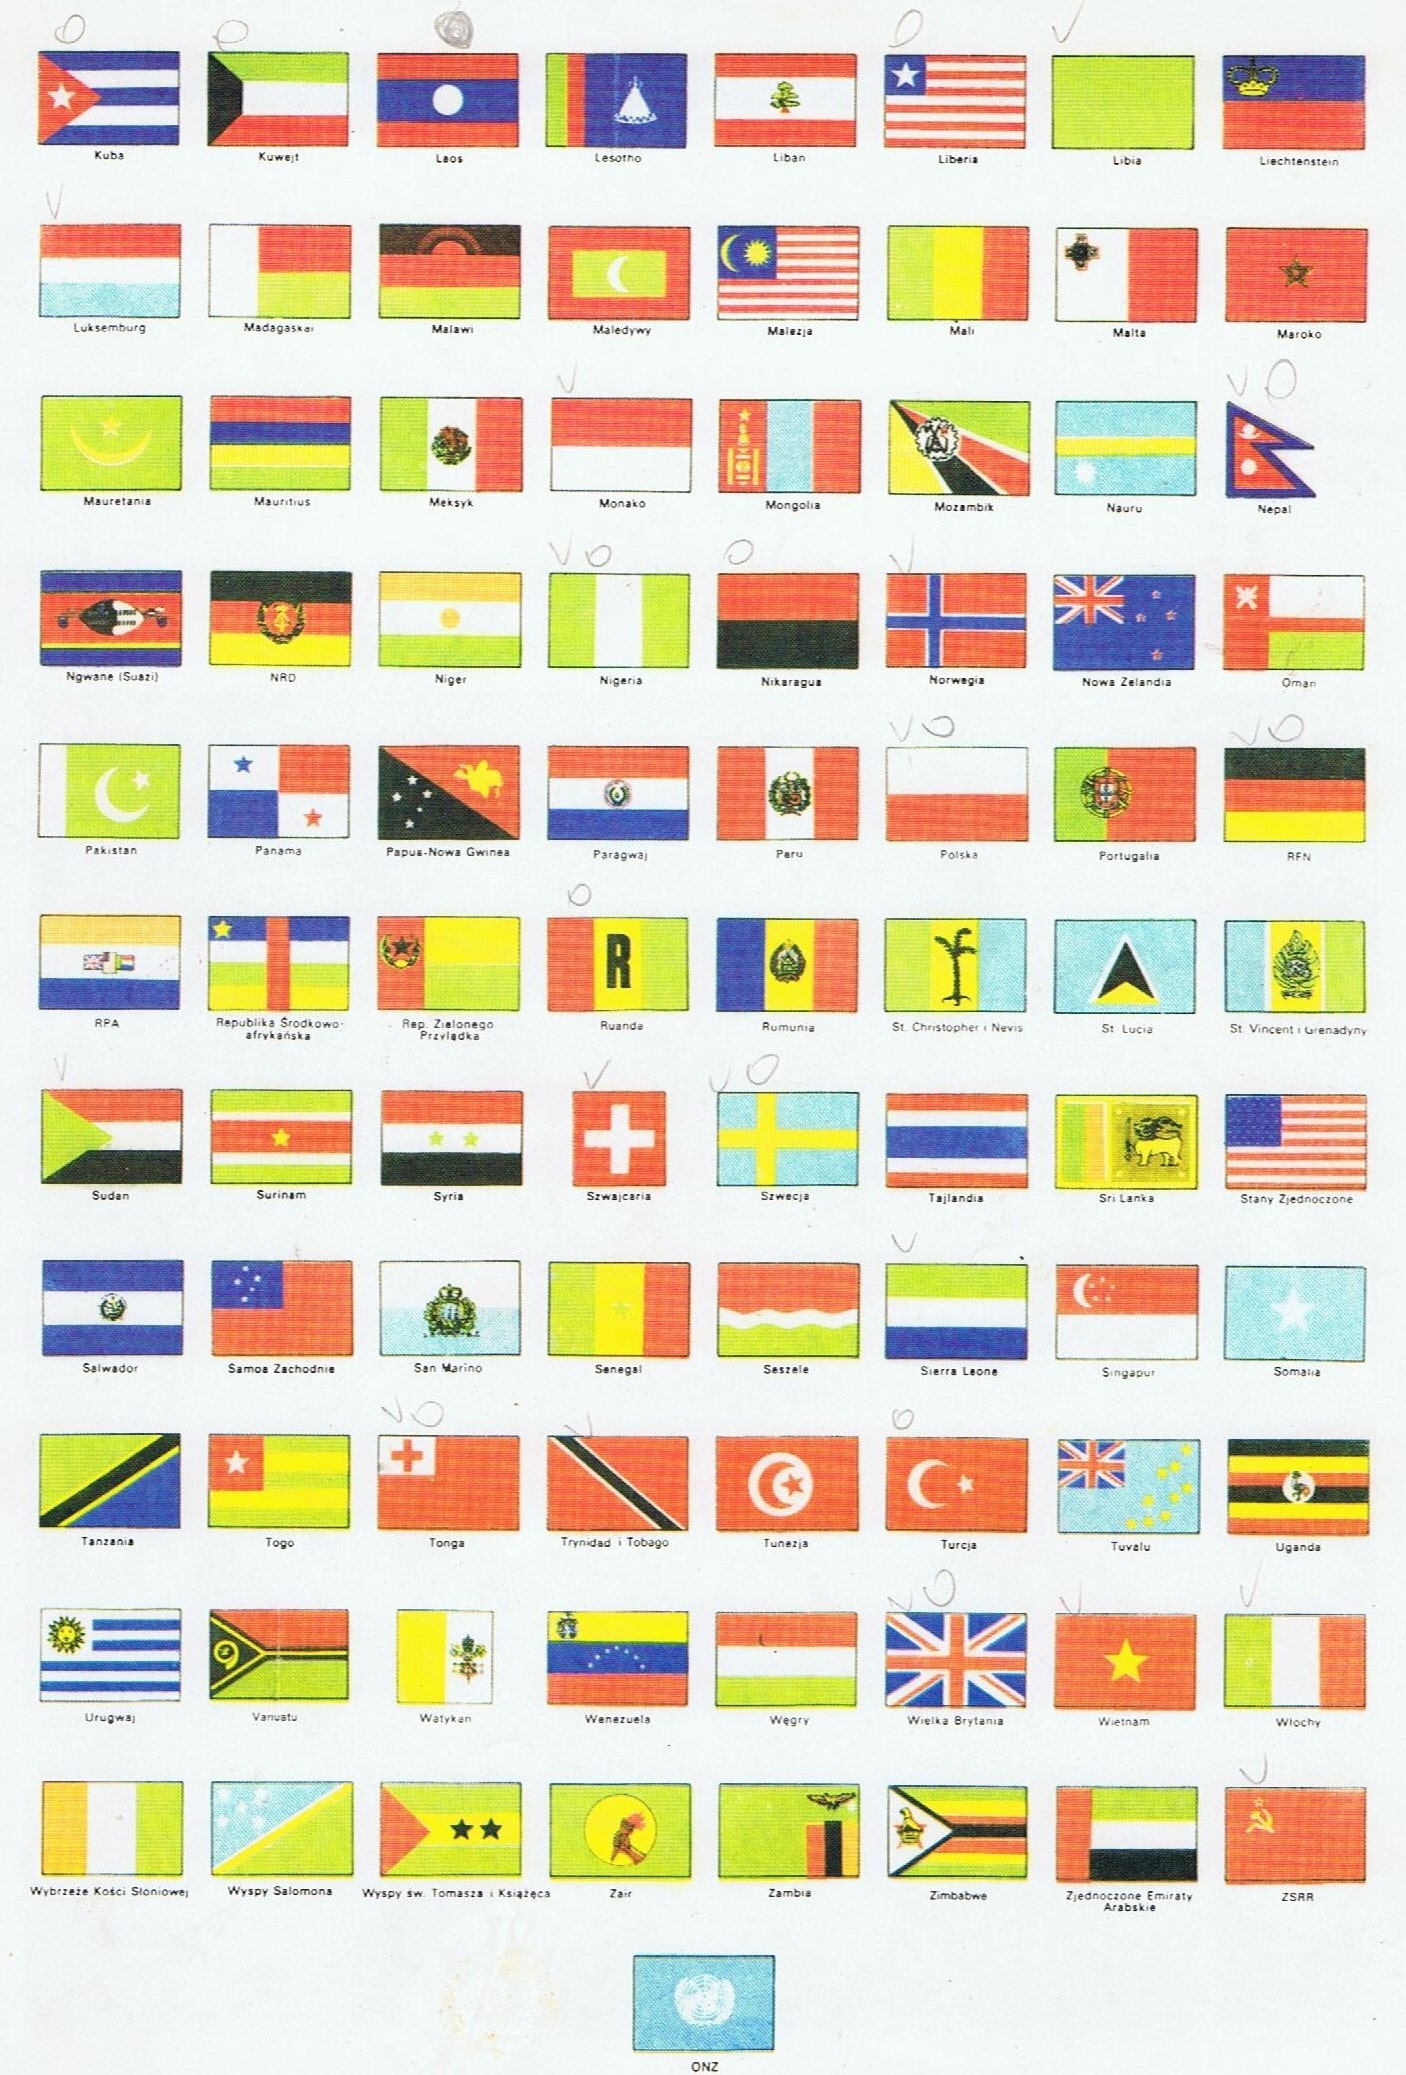 Kuba Kuwejt Laos Lesotho Liban Liberia Libia Liechtenstein
Luksemburg Madagaskar Malawi Maledywy Malezja Mali Malta Maroko
Mauretania Mauritius Meksyk Monako Mongolia Mozambik Nauru Nepal
Ngwane (Suazi) NRD Niger Nigeria Nikaragua Norwegia Nowa Zelandia Oman
Pakistan Panama Papua-Nowa Gwinea Paragwaj Peru Polska Portugalia RFN
R
RPA Republika Środkowo- Rep. Zielonego Ruanda Rumunia St. Christopher i Nevis St. Lucia St. Vincent i Grenadyny
afrykańska Przylądka
Sudan Surinam Syria Szwajcaria Szwecja Tajlandia Sri Lanka Stany Zjednoczone
Salwador Samoa Zachodnie San Marino Senegal Seszele Sierra Leone Singapur Somalia
Tanzania Togo Tonga Trynidad i Tobago Tunezja Turcja Tuvalu Uganda
Urugwaj Vanuatu Watykan Wenezuela Węgry Wielka Brytania Wietnam Włochy
Wybrzeże Kości Słoniowej Wyspy Salomona Wyspy św. Tomasza i Książęca Zair Zambia Zimbabwe Zjednoczone Emiraty ZSRR
Arabskie
ONZ